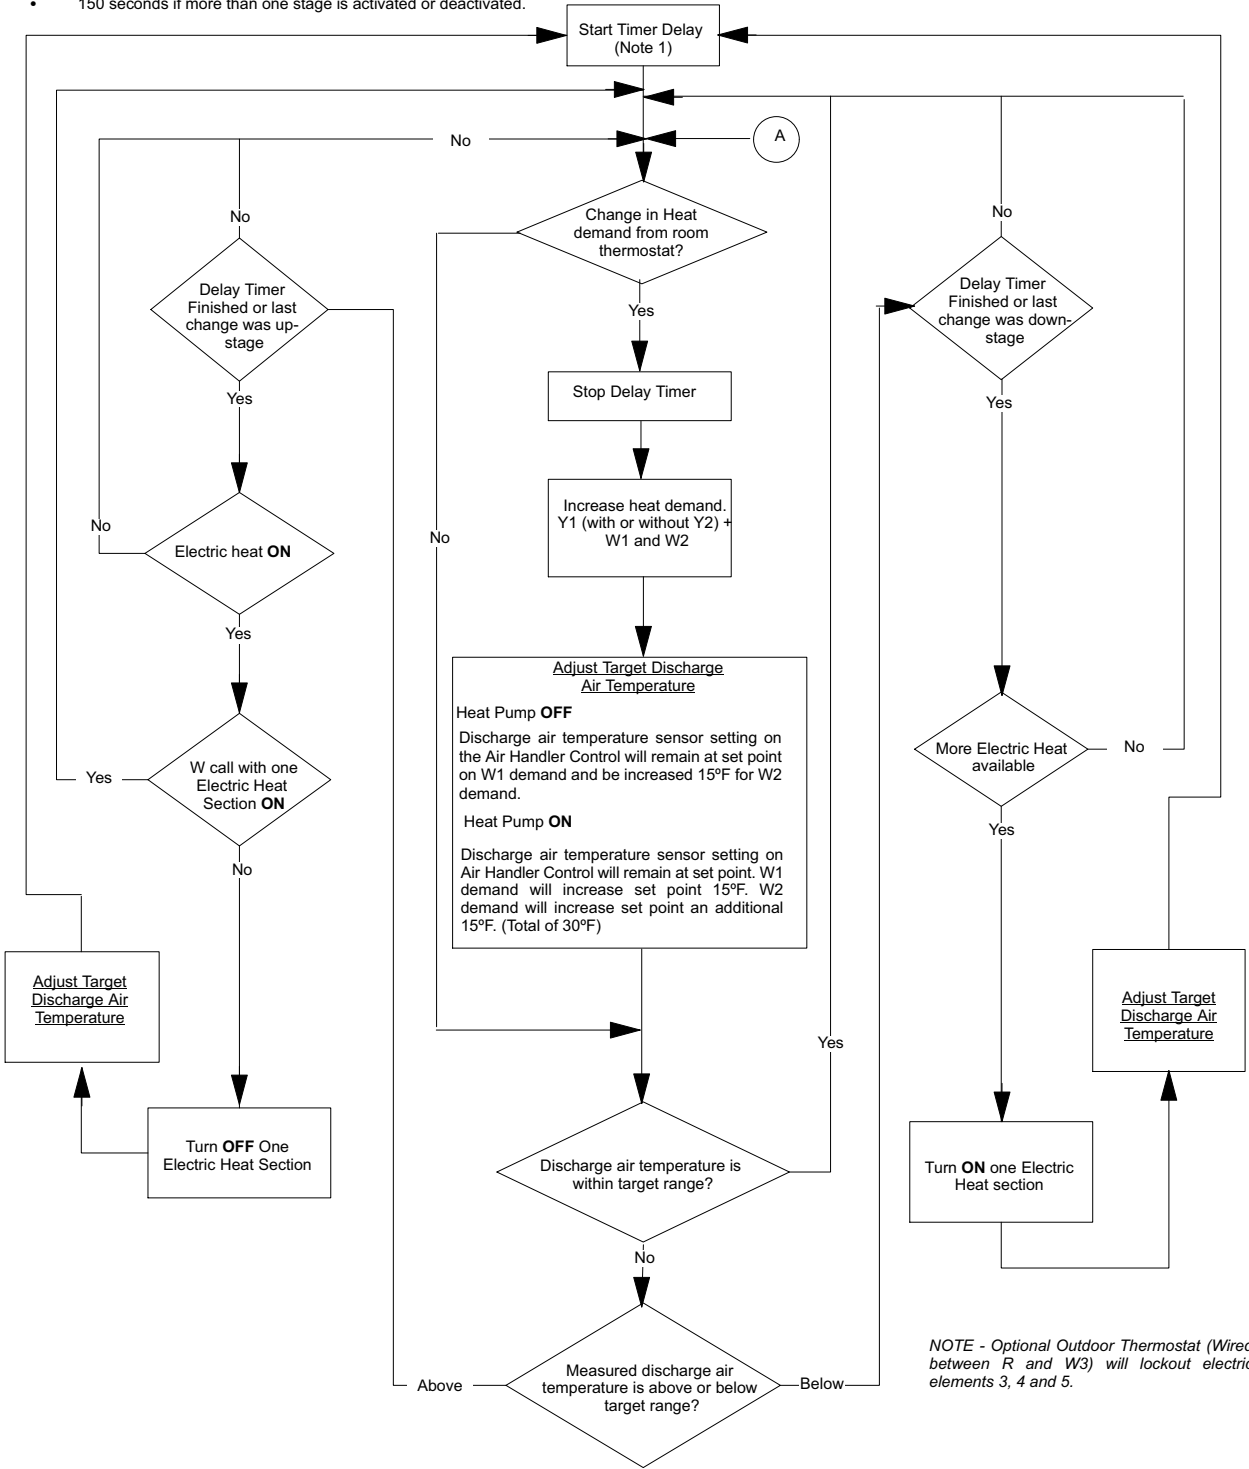 • 150 seconds if more than one stage is activated or deactivated.
Start Timer Delay
(Note 1)
No
A
Change in Heat
demand from room
thermostat?
No
Delay Timer
Finished or last
change was up-
stage
No
Delay Timer
Finished or last
change was down-
stage
Yes
Stop Delay Timer
Yes
Yes
Increase heat demand.
Y1 (with or without Y2) +
W1 and W2
No
Electric heat ON
No
Yes
Adjust Target Discharge
Air Temperature
Heat Pump OFF
Discharge air temperature sensor setting on
the Air Handler Control will remain at set point
on W1 demand and be increased 15ºF for W2
demand.
Heat Pump ON
Discharge air temperature sensor setting on
Air Handler Control will remain at set point. W1
demand will increase set point 15ºF. W2
demand will increase set point an additional
15ºF. (Total of 30ºF)
More Electric Heat
available
No
Yes
W call with one
Electric Heat
Section ON
Yes
No
Adjust Target
Discharge Air
Temperature
Adjust Target
Discharge Air
Temperature
Yes
Turn OFF One
Electric Heat Section
Discharge air temperature is
within target range?
Turn ON one Electric
Heat section
No
Measured discharge air
temperature is above or below
target range?
Above
Below
NOTE - Optional Outdoor Thermostat (Wired
between R and W3) will lockout electric
elements 3, 4 and 5.